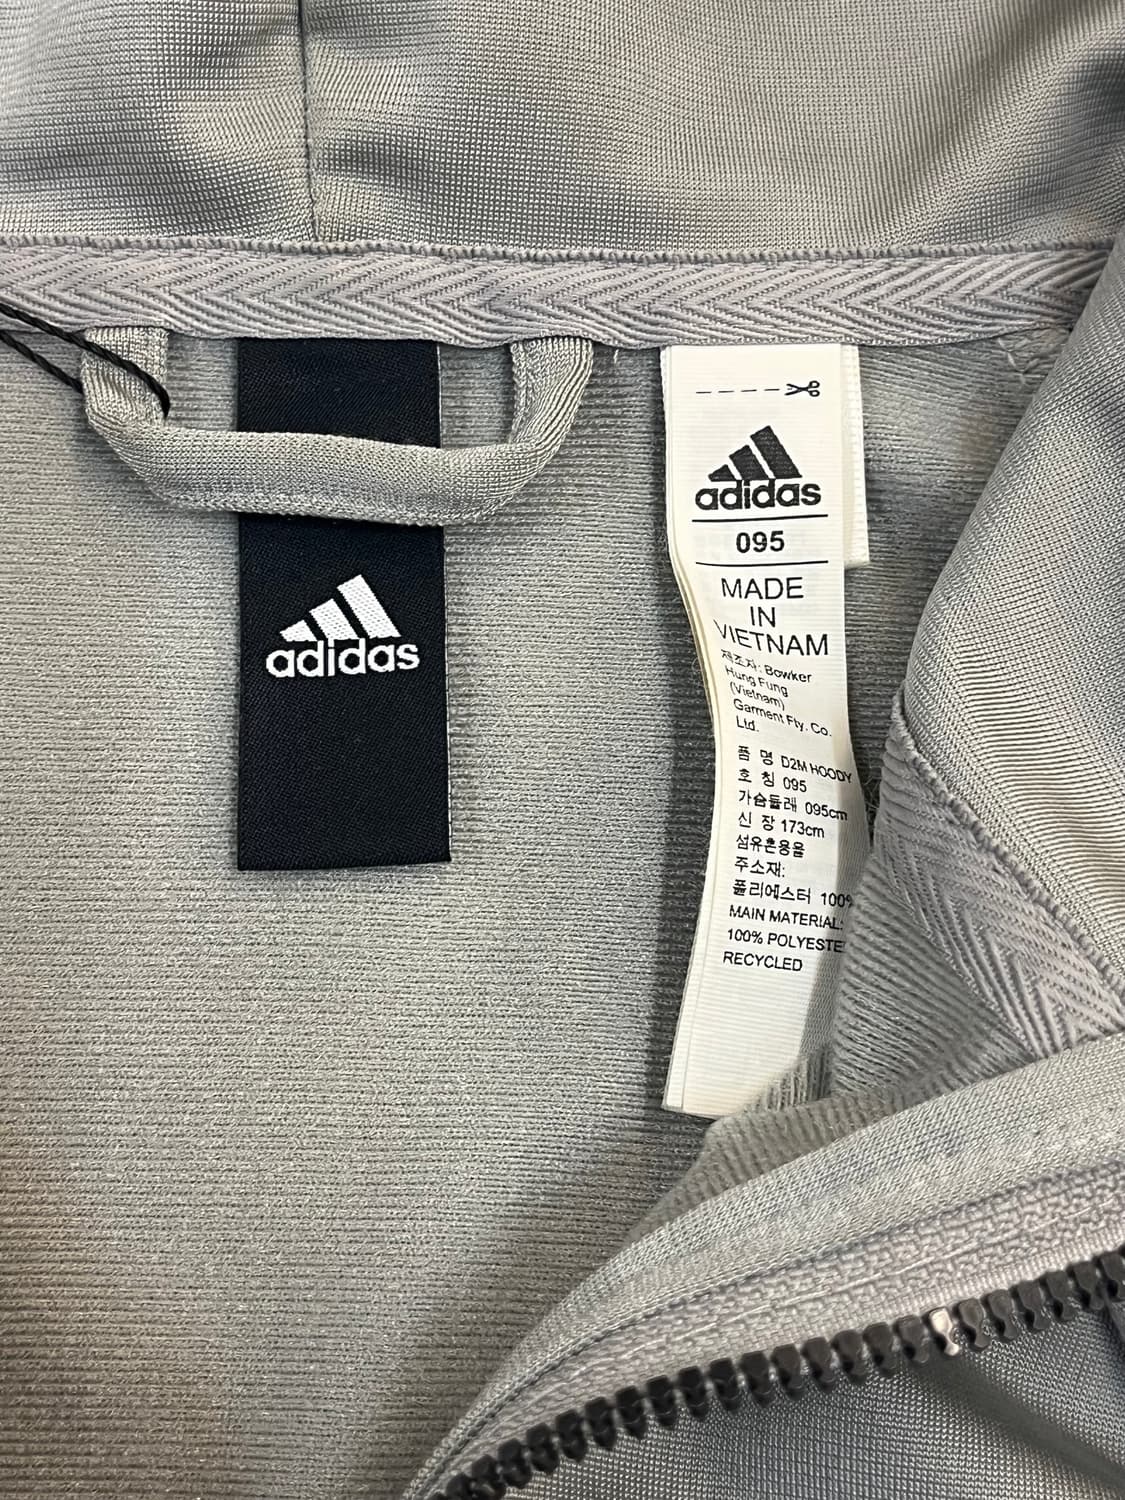 adidas
adidas
095
MADE
IN
VIETNAM
제조자: Bowker
Hung Fung
(Vietnam)
Garment Fty. Co.
Ltd.
품 명 D2M HOODY
호 칭 095
가슴둘레 095cm
신 장 173cm
섬유혼용율
주소재:
폴리에스터 100%
MAIN MATERIAL:
100% POLYESTE
RECYCLED